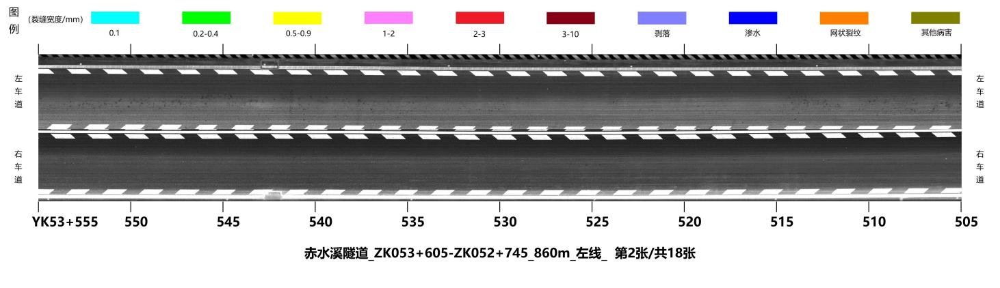 图例
(裂缝宽度/mm)
0.1 0.2-0.4 0.5-0.9 1-2 2-3 3-10 剥落 渗水 网状裂纹 其他病害
左车道 左车道
右车道 右车道
YK53+555 550 545 540 535 530 525 520 515 510 505
赤水溪隧道_ZK053+605-ZK052+745_860m_左线_ 第2张/共18张